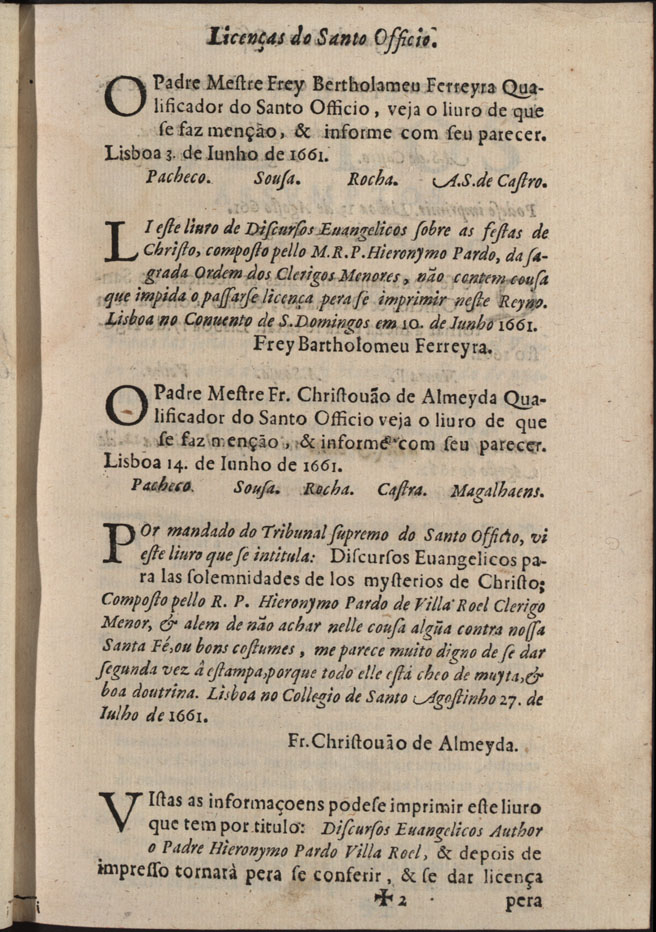 Licenças do Santo Officio.
O Padre Mestre Frey Bertholameu Ferreyra Qua-
lificador do Santo Officio, veja o liuro de que
se faz menção, & informe com seu parecer.
Lisboa 3. de Iunho de 1661.
Pacheco. Sousa. Rocha. A.S. de Castro.
LI este liuro de Discursos Euangelicos sobre as festas de
Christo, composto pello M.R.P. Hieronymo Pardo, da sa-
grada Ordem dos Clerigos Menores, não contem cousa
que impida o passarse licença pera se imprimir neste Reyno.
Lisboa no Conuento de S. Domingos em 10. de Iunho 1661.
Frey Bartholomeu Ferreyra.
O Padre Mestre Fr. Christouão de Almeyda Qua-
lificador do Santo Officio veja o liuro de que
se faz menção, & informe com seu parecer.
Lisboa 14. de Iunho de 1661.
Pacheco. Sousa. Rocha. Castra. Magalhaens.
POr mandado do Tribunal supremo do Santo Officio, vi
este liuro que se intitula: Discursos Euangelicos pa-
ra las solemnidades de los mysterios de Christo;
Composto pello R. P. Hieronymo Pardo de Villa Roel Clerigo
Menor, & alem de não achar nelle cousa algũa contra nossa
Santa Fé, ou bons costumes, me parece muito digno de se dar
segunda vez â estampa, porque todo elle está cheo de muyta, &
boa doutrina. Lisboa no Collegio de Santo Agostinho 27. de
Iulho de 1661.
Fr. Christouão de Almeyda.
VIstas as informaçoens podese imprimir este liuro
que tem por titulo: Discursos Euangelicos Author
o Padre Hieronymo Pardo Villa Roel, & depois de
impresso tornarà pera se conferir, & se dar licença
✠ 2 pera